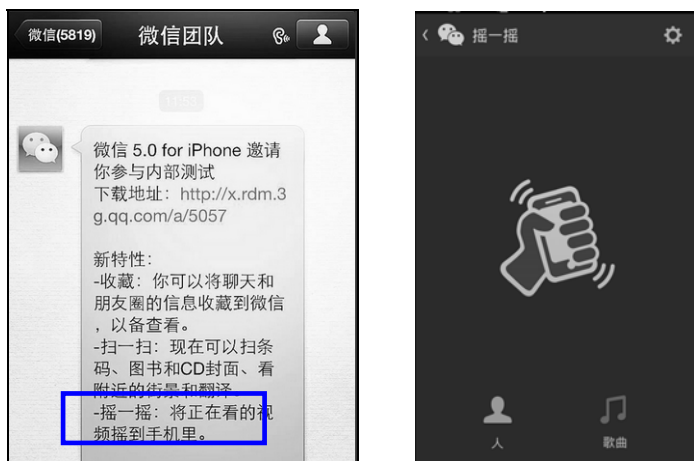 微信(5819)
微信团队
11:53
微信 5.0 for iPhone 邀请
你参与内部测试
下载地址：http://x.rdm.3
g.qq.com/a/5057
新特性：
-收藏：你可以将聊天和
朋友圈的信息收藏到微信
，以备查看。
-扫一扫：现在可以扫条
码、图书和CD封面、看
附近的街景和翻译。
-摇一摇：将正在看的视
频摇到手机里。
摇一摇
人
歌曲